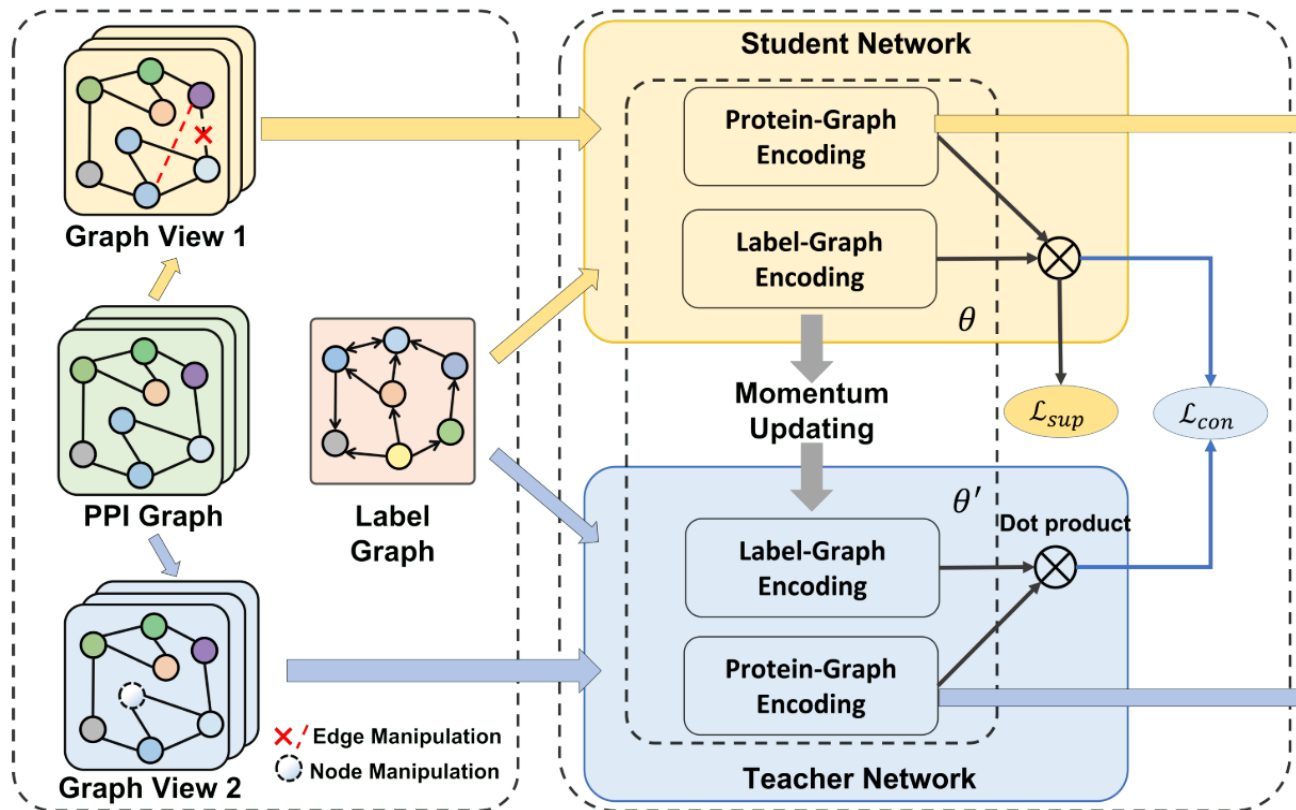 Student Network
Protein-Graph
Encoding
Graph View 1
Label-Graph
Encoding
θ
Momentum
Updating
ℒsup
ℒcon
PPI Graph
Label
Graph
θ′
Dot product
Label-Graph
Encoding
Protein-Graph
Encoding
Edge Manipulation
Node Manipulation
Graph View 2
Teacher Network